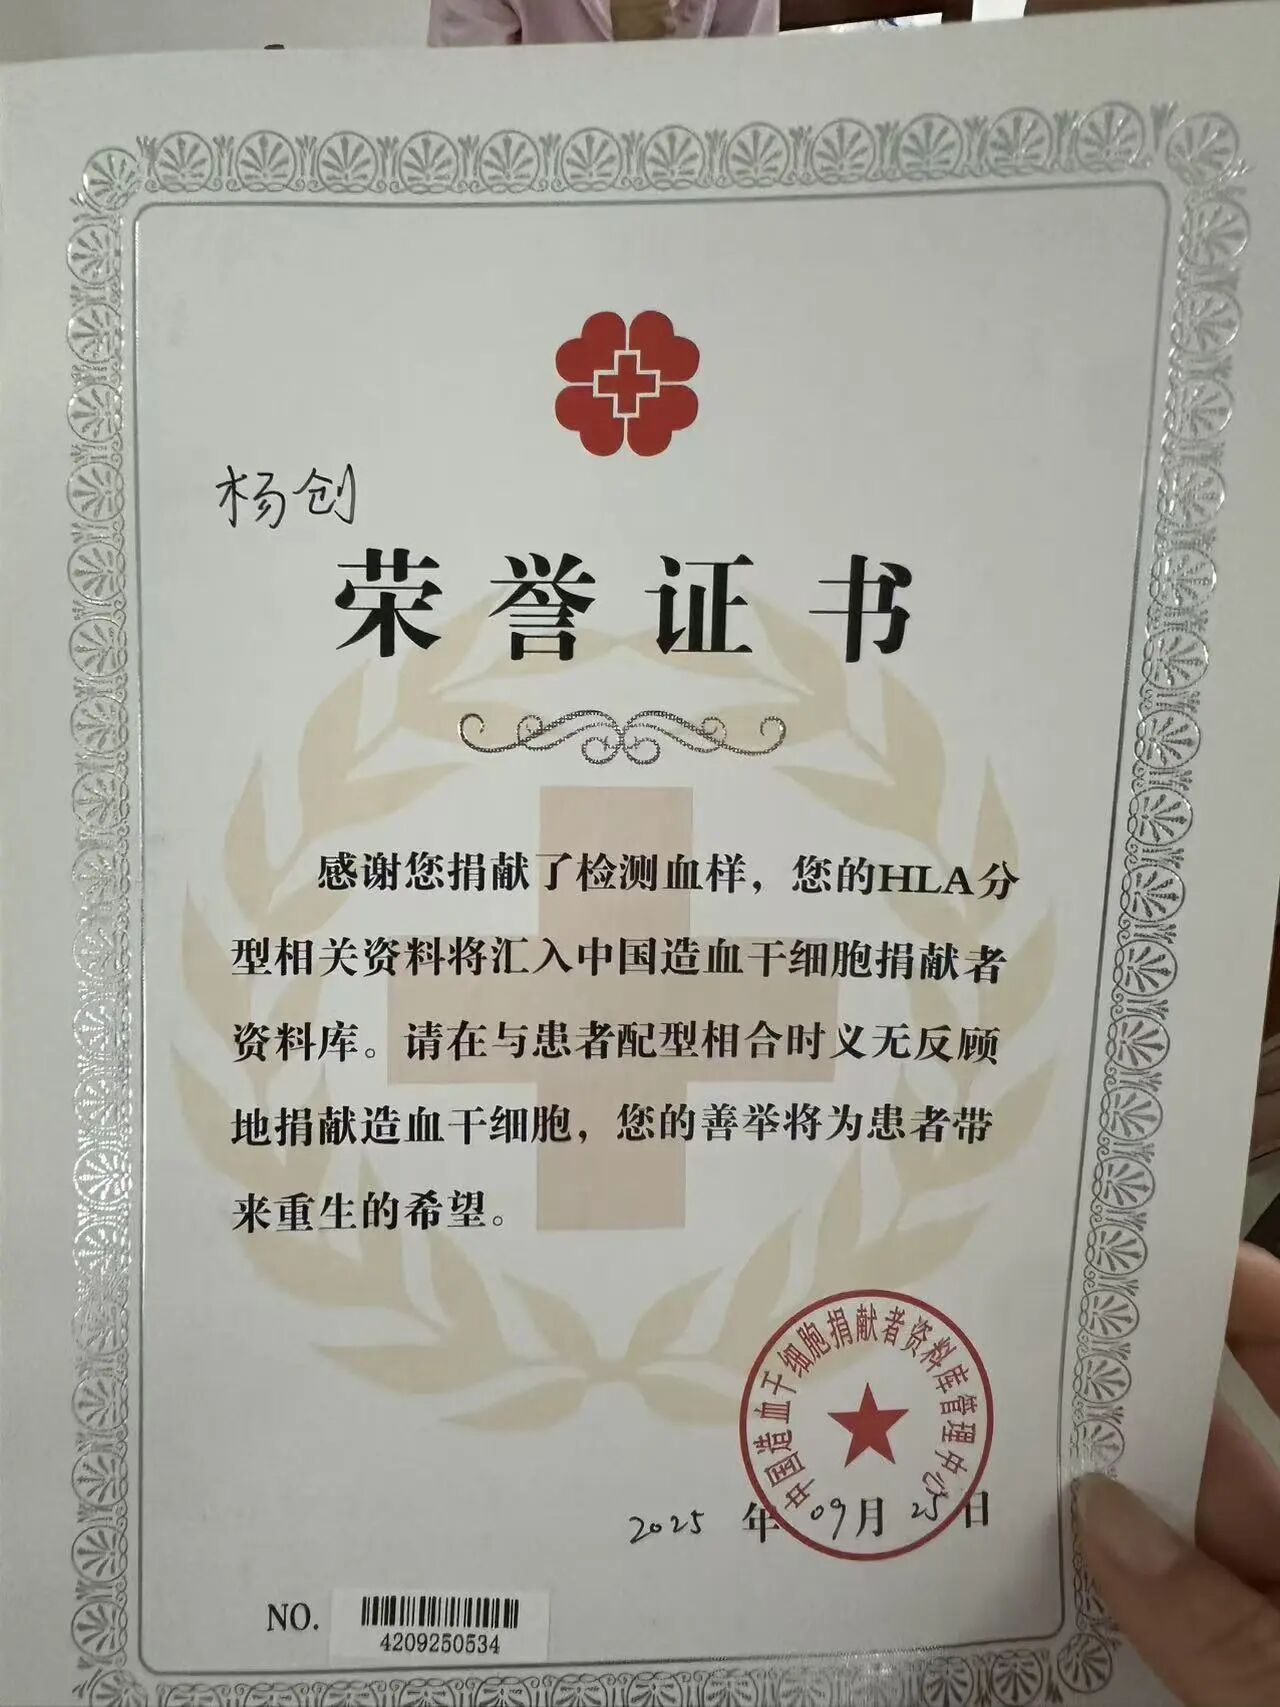 杨创
荣誉证书
感谢您捐献了检测血样，您的HLA分
型相关资料将汇入中国造血干细胞捐献者
资料库。请在与患者配型相合时义无反顾
地捐献造血干细胞，您的善举将为患者带
来重生的希望。
中国造血干细胞捐献者资料库管理中心
2025 年 09月 25日
NO.
4209250534